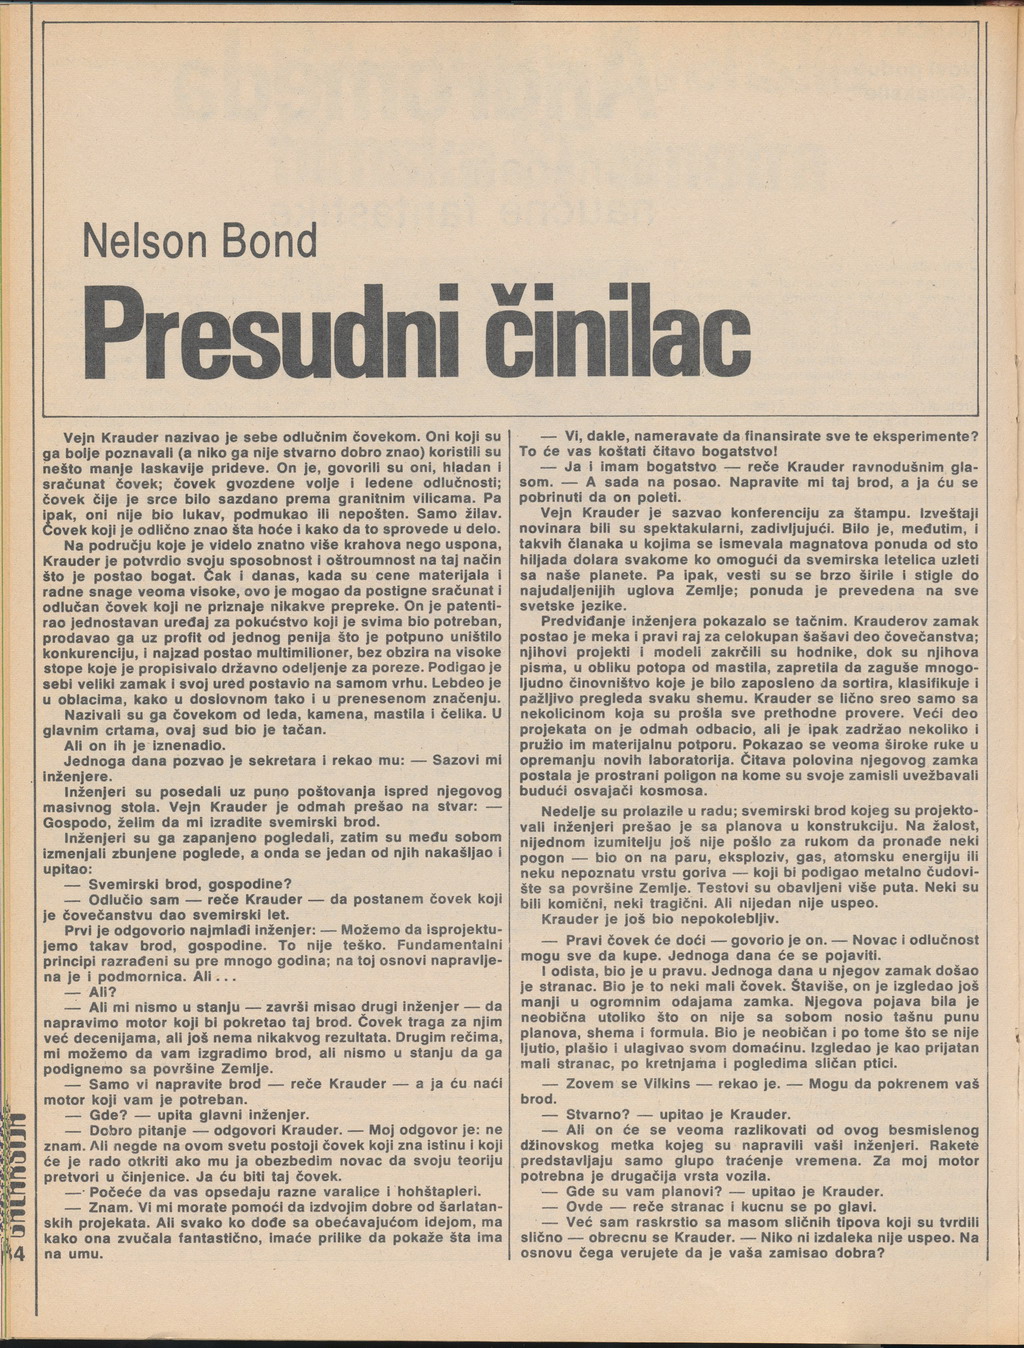 Nelson Bond
Presudni činilac
Vejn Krauder nazivao je sebe odlučnim čovekom. Oni koji su
ga bolje poznavali (a niko ga nije stvarno dobro znao) koristili su
nešto manje laskavije prideve. On je, govorili su oni, hladan i
sračunat čovek; čovek gvozdene volje i ledene odlučnosti;
čovek čije je srce bilo sazdano prema granitnim vilicama. Pa
ipak, oni nije bio lukav, podmukao ili nepošten. Samo žilav.
Čovek koji je odlično znao šta hoće i kako da to sprovede u delo.
Na području koje je videlo znatno više krahova nego uspona,
Krauder je potvrdio svoju sposobnost i oštroumnost na taj način
što je postao bogat. Čak i danas, kada su cene materijala i
radne snage veoma visoke, ovo je mogao da postigne sračunat i
odlučan čovek koji ne priznaje nikakve prepreke. On je patenti-
rao jednostavan uređaj za pokućstvo koji je svima bio potreban,
prodavao ga uz profit od jednog penija što je potpuno uništilo
konkurenciju, i najzad postao multimilioner, bez obzira na visoke
stope koje je propisivalo državno odeljenje za poreze. Podigao je
sebi veliki zamak i svoj ured postavio na samom vrhu. Lebdeo je
u oblacima, kako u doslovnom tako i u prenesenom značenju.
Nazivali su ga čovekom od leda, kamena, mastila i čelika. U
glavnim crtama, ovaj sud bio je tačan.
Ali on ih je iznenadio.
Jednoga dana pozvao je sekretara i rekao mu: — Sazovi mi
inženjere.
Inženjeri su posedali uz puno poštovanja ispred njegovog
masivnog stola. Vejn Krauder je odmah prešao na stvar: —
Gospodo, želim da mi izradite svemirski brod.
Inženjeri su ga zapanjeno pogledali, zatim su među sobom
izmenjali zbunjene poglede, a onda se jedan od njih nakašljao i
upitao:
— Svemirski brod, gospodine?
— Odlučio sam — reče Krauder — da postanem čovek koji
je čovečanstvu dao svemirski let.
Prvi je odgovorio najmlađi inženjer: — Možemo da isprojektu-
jemo takav brod, gospodine. To nije teško. Fundamentalni
principi razrađeni su pre mnogo godina; na toj osnovi napravlje-
na je i podmornica. Ali . . .
— Ali?
— Ali mi nismo u stanju — završi misao drugi inženjer — da
napravimo motor koji bi pokretao taj brod. Čovek traga za njim
već decenijama, ali još nema nikakvog rezultata. Drugim rečima,
mi možemo da vam izgradimo brod, ali nismo u stanju da ga
podignemo sa površine Zemlje.
— Samo vi napravite brod — reče Krauder — a ja ću naći
motor koji vam je potreban.
— Gde? — upita glavni inženjer.
— Dobro pitanje — odgovori Krauder. — Moj odgovor je: ne
znam. Ali negde na ovom svetu postoji čovek koji zna istinu i koji
će je rado otkriti ako mu ja obezbedim novac da svoju teoriju
pretvori u činjenice. Ja ću biti taj čovek.
— Počeće da vas opsedaju razne varalice i hohštapleri.
— Znam. Vi mi morate pomoći da izdvojim dobre od šarlatan-
skih projekata. Ali svako ko dođe sa obećavajućom idejom, ma
kako ona zvučala fantastično, imaće prilike da pokaže šta ima
na umu.
— Vi, dakle, nameravate da finansirate sve te eksperimente?
To će vas koštati čitavo bogatstvo!
— Ja i imam bogatstvo — reče Krauder ravnodušnim gla-
som. — A sada na posao. Napravite mi taj brod, a ja ću se
pobrinuti da on poleti.
Vejn Krauder je sazvao konferenciju za štampu. Izveštaji
novinara bili su spektakularni, zadivljujući. Bilo je, međutim, i
takvih članaka u kojima se ismevala magnatova ponuda od sto
hiljada dolara svakome ko omogući da svemirska letelica uzleti
sa naše planete. Pa ipak, vesti su se brzo širile i stigle do
najudaljenijih uglova Zemlje; ponuda je prevedena na sve
svetske jezike.
Predviđanje inženjera pokazalo se tačnim. Krauderov zamak
postao je meka i pravi raj za celokupan šašavi deo čovečanstva;
njihovi projekti i modeli zakrčili su hodnike, dok su njihova
pisma, u obliku potopa od mastila, zapretila da zaguše mnogo-
ljudno činovništvo koje je bilo zaposleno da sortira, klasifikuje i
pažljivo pregleda svaku shemu. Krauder se lično sreo samo sa
nekolicinom koja su prošla sve prethodne provere. Veći deo
projekata on je odmah odbacio, ali je ipak zadržao nekoliko i
pružio im materijalnu potporu. Pokazao se veoma široke ruke u
opremanju novih laboratorija. Čitava polovina njegovog zamka
postala je prostrani poligon na kome su svoje zamisli uvežbavali
budući osvajači kosmosa.
Nedelje su prolazile u radu; svemirski brod kojeg su projekto-
vali inženjeri prešao je sa planova u konstrukciju. Na žalost,
nijednom izumitelju još nije pošlo za rukom da pronađe neki
pogon — bio on na paru, eksploziv, gas, atomsku energiju ili
neku nepoznatu vrstu goriva — koji bi podigao metalno čudovi-
šte sa površine Zemlje. Testovi su obavljeni više puta. Neki su
bili komični, neki tragični. Ali nijedan nije uspeo.
Krauder je još bio nepokolebljiv.
— Pravi čovek će doći — govorio je on. — Novac i odlučnost
mogu sve da kupe. Jednoga dana će se pojaviti.
I odista, bio je u pravu. Jednoga dana u njegov zamak došao
je stranac. Bio je to neki mali čovek. Štaviše, on je izgledao još
manji u ogromnim odajama zamka. Njegova pojava bila je
neobična utoliko što on nije sa sobom nosio tašnu punu
planova, shema i formula. Bio je neobičan i po tome što se nije
ljutio, plašio i ulagivao svom domaćinu. Izgledao je kao prijatan
mali stranac, po kretnjama i pogledima sličan ptici.
— Zovem se Vilkins — rekao je. — Mogu da pokrenem vaš
brod.
— Stvarno? — upitao je Krauder.
— Ali on će se veoma razlikovati od ovog besmislenog
džinovskog metka kojeg su napravili vaši inženjeri. Rakete
predstavljaju samo glupo traćenje vremena. Za moj motor
potrebna je drugačija vrsta vozila.
— Gde su vam planovi? — upitao je Krauder.
— Ovde — reče stranac i kucnu se po glavi.
— Već sam raskrstio sa masom sličnih tipova koji su tvrdili
slično — obrecnu se Krauder. — Niko ni izdaleka nije uspeo. Na
osnovu čega verujete da je vaša zamisao dobra?
4